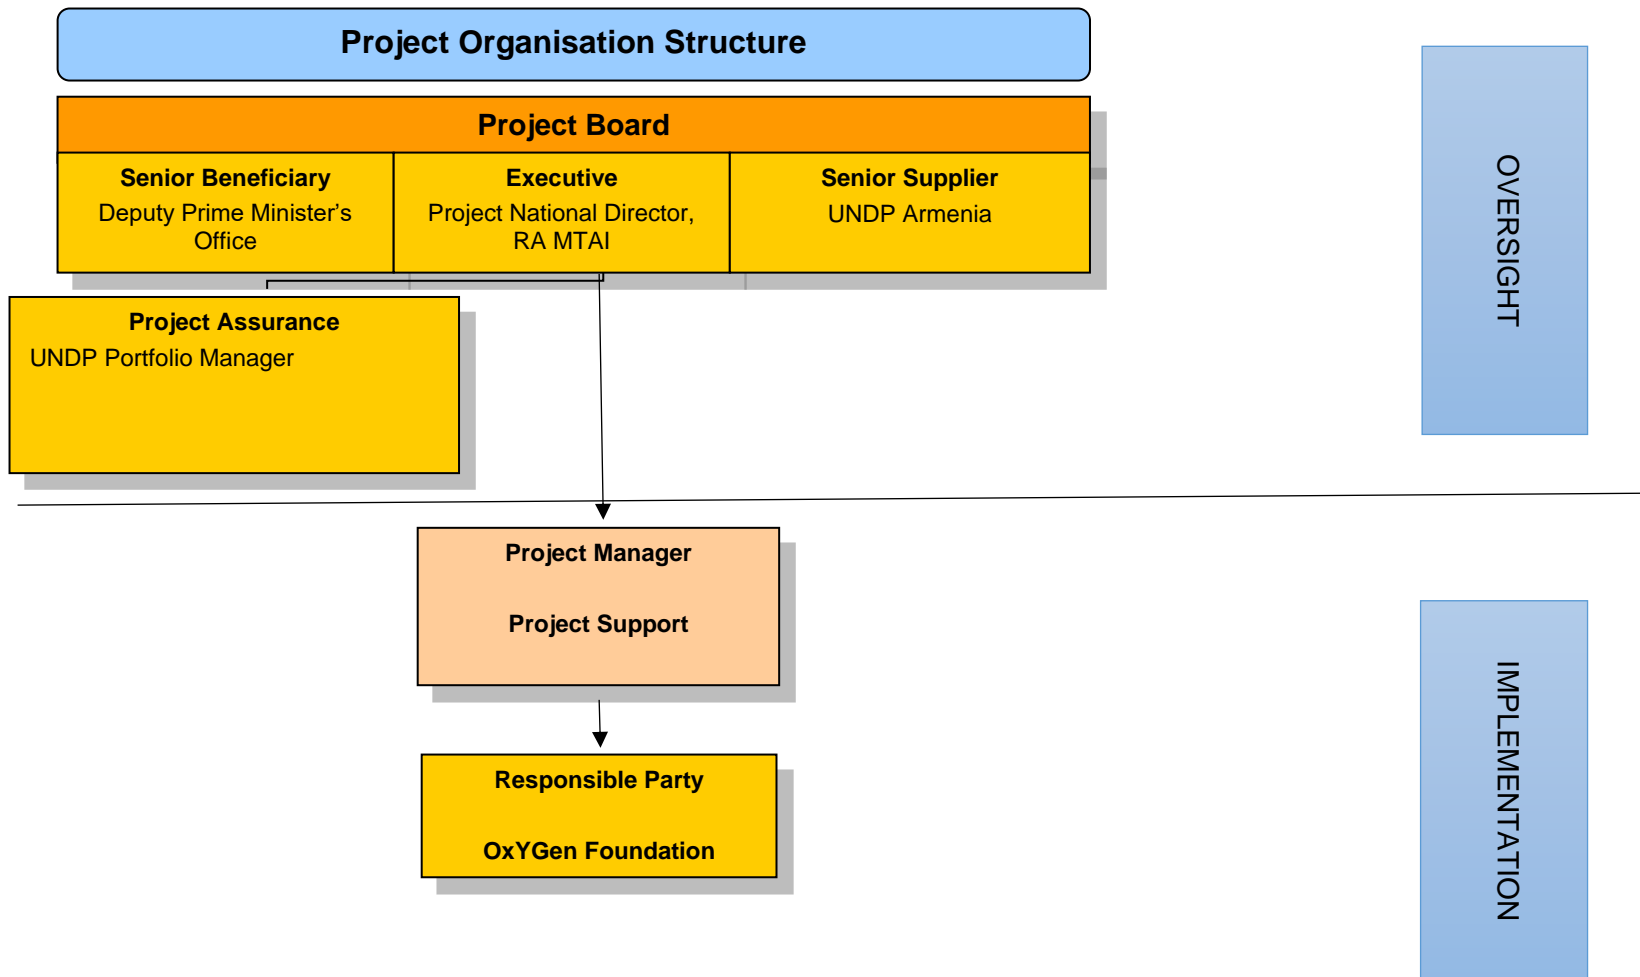 Project Organisation Structure
Project Board
Senior Beneficiary
Deputy Prime Minister’s
Office
Executive
Project National Director,
RA MTAI
Senior Supplier
UNDP Armenia
Project Assurance
UNDP Portfolio Manager
OVERSIGHT
Project Manager
Project Support
Responsible Party
OxYGen Foundation
IMPLEMENTATION